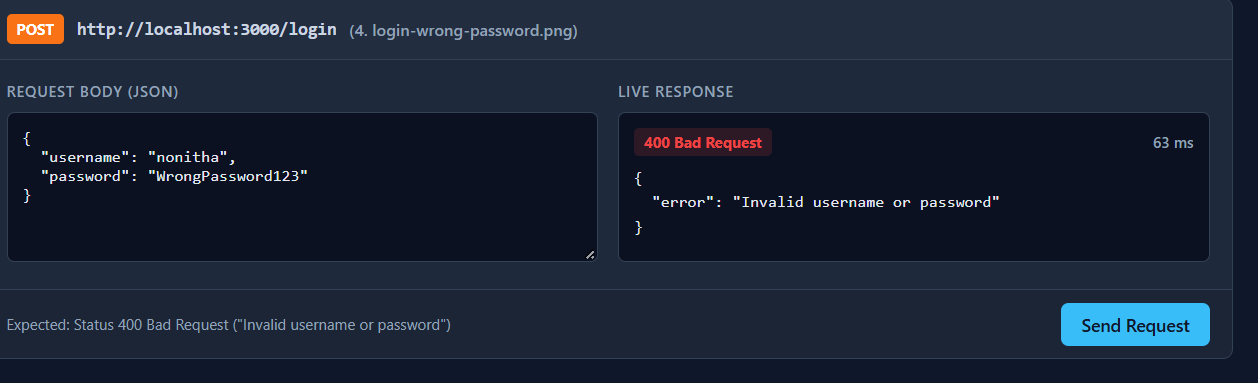 POST http://localhost:3000/login (4. login-wrong-password.png)
REQUEST BODY (JSON)
{
  "username": "nonitha",
  "password": "WrongPassword123"
}
LIVE RESPONSE
400 Bad Request 63 ms
{
  "error": "Invalid username or password"
}
Expected: Status 400 Bad Request ("Invalid username or password")
Send Request